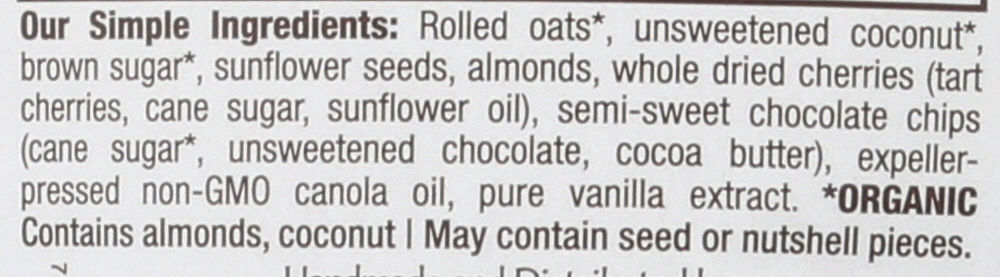 Our Simple Ingredients: Rolled oats*, unsweetened coconut*,
brown sugar*, sunflower seeds, almonds, whole dried cherries (tart
cherries, cane sugar, sunflower oil), semi-sweet chocolate chips
(cane sugar*, unsweetened chocolate, cocoa butter), expeller-
pressed non-GMO canola oil, pure vanilla extract. *ORGANIC
Contains almonds, coconut | May contain seed or nutshell pieces.